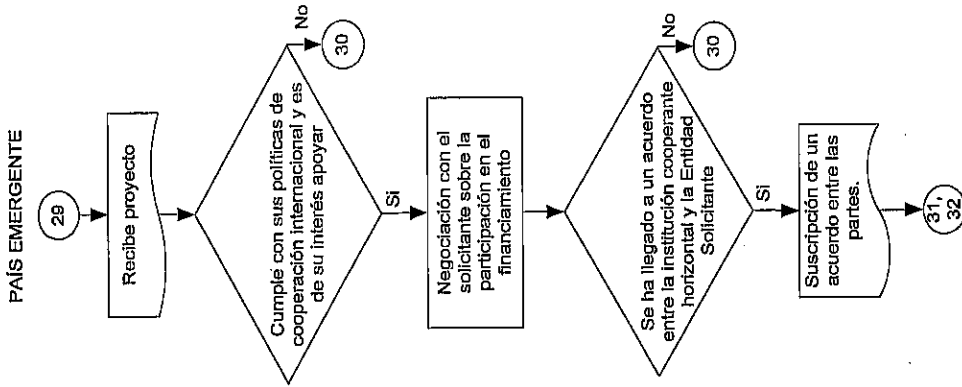 PAÍS EMERGENTE
29
Recibe proyecto
Cumple con sus políticas de
cooperación internacional y es
de su interés apoyar
No
30
Si
Negociación con el
solicitante sobre la
participación en el
financiamiento
Se ha llegado a un acuerdo
entre la institución cooperante
horizontal y la Entidad
Solicitante
No
30
Si
Suscripción de un
acuerdo entre las
partes.
31,
32